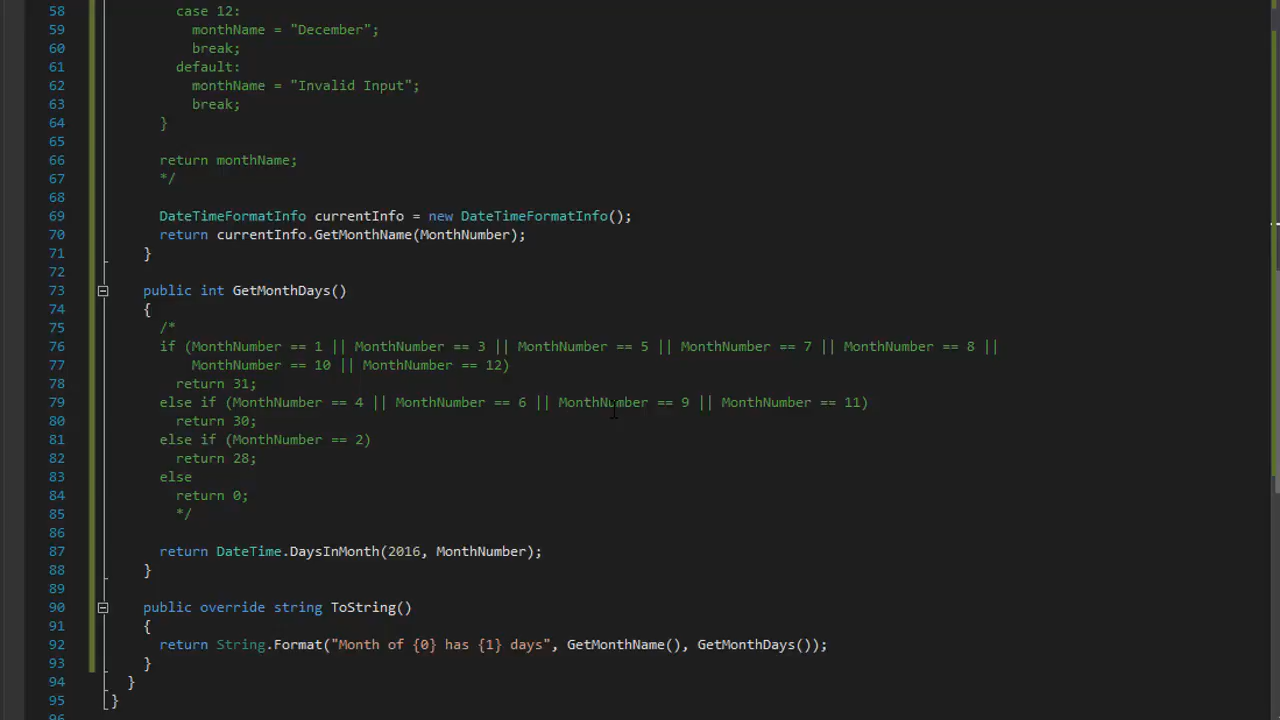 58 case 12:
59 monthName = "December";
60 break;
61 default:
62 monthName = "Invalid Input";
63 break;
64 }
65
66 return monthName;
67 */
68
69 DateTimeFormatInfo currentInfo = new DateTimeFormatInfo();
70 return currentInfo.GetMonthName(MonthNumber);
71 }
72
73 public int GetMonthDays()
74 {
75 /*
76 if (MonthNumber == 1 || MonthNumber == 3 || MonthNumber == 5 || MonthNumber == 7 || MonthNumber == 8 ||
77 MonthNumber == 10 || MonthNumber == 12)
78 return 31;
79 else if (MonthNumber == 4 || MonthNumber == 6 || MonthNumber == 9 || MonthNumber == 11)
80 return 30;
81 else if (MonthNumber == 2)
82 return 28;
83 else
84 return 0;
85 */
86
87 return DateTime.DaysInMonth(2016, MonthNumber);
88 }
89
90 public override string ToString()
91 {
92 return String.Format("Month of {0} has {1} days", GetMonthName(), GetMonthDays());
93 }
94 }
95 }
96